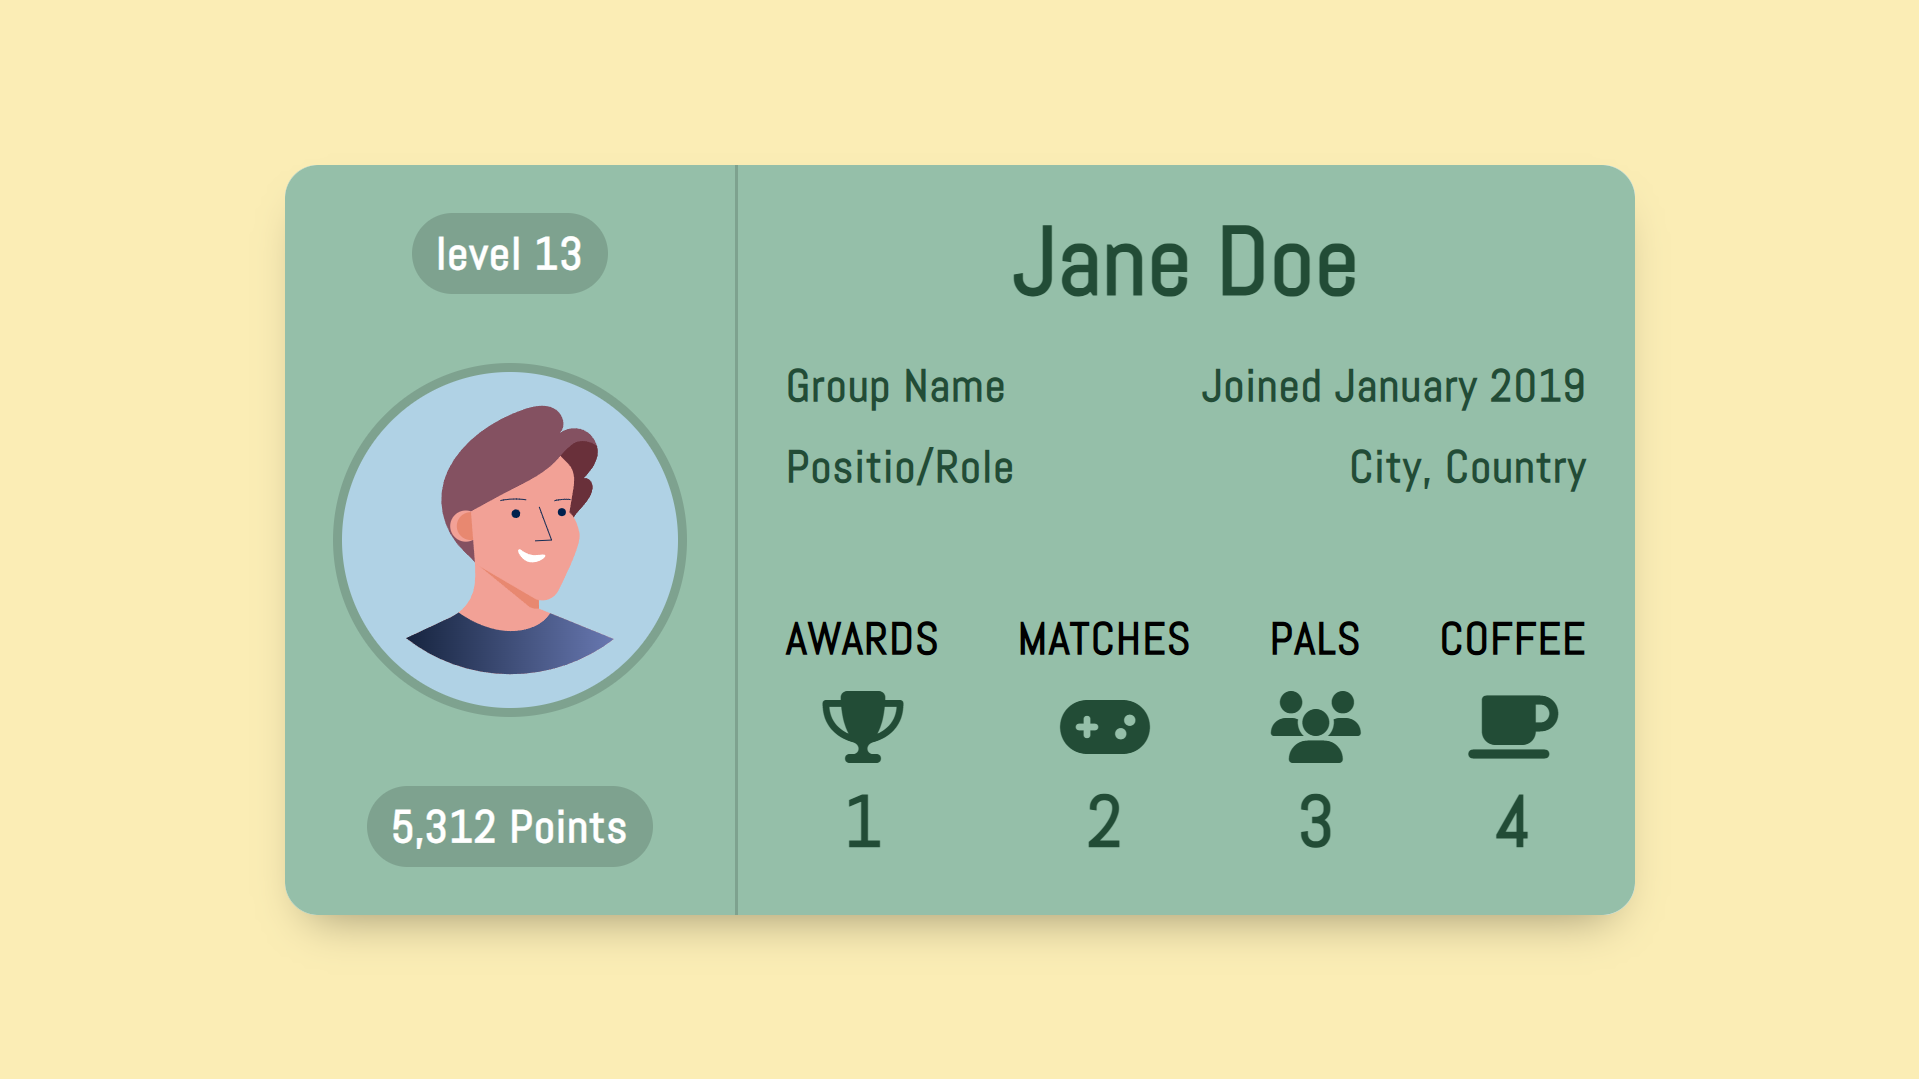 level 13
5,312 Points
Jane Doe
Group Name
Joined January 2019
Positio/Role
City, Country
AWARDS
MATCHES
PALS
COFFEE
1
2
3
4